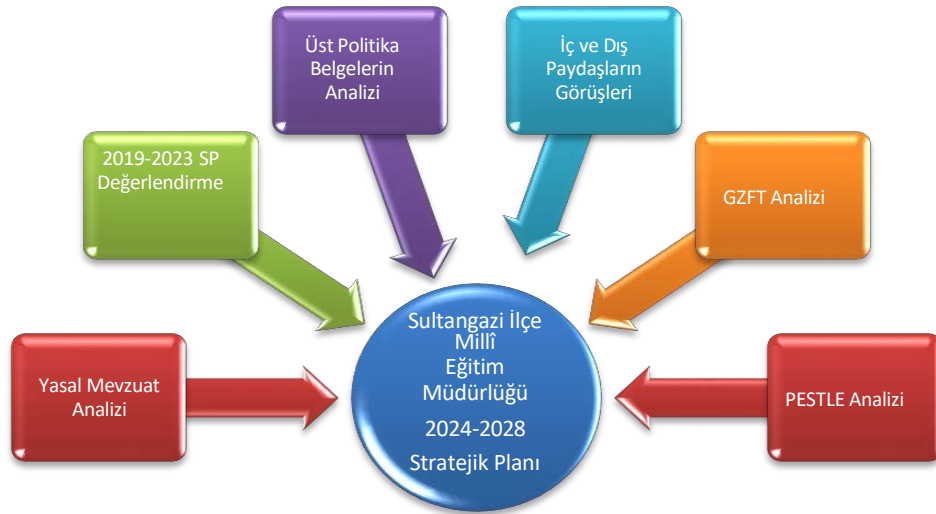 Üst Politika
Belgelerin
Analizi
İç ve Dış
Paydaşların
Görüşleri
2019-2023 SP
Değerlendirme
GZFT Analizi
Yasal Mevzuat
Analizi
Sultangazi İlçe
Millî
Eğitim
Müdürlüğü
2024-2028
Stratejik Planı
PESTLE Analizi